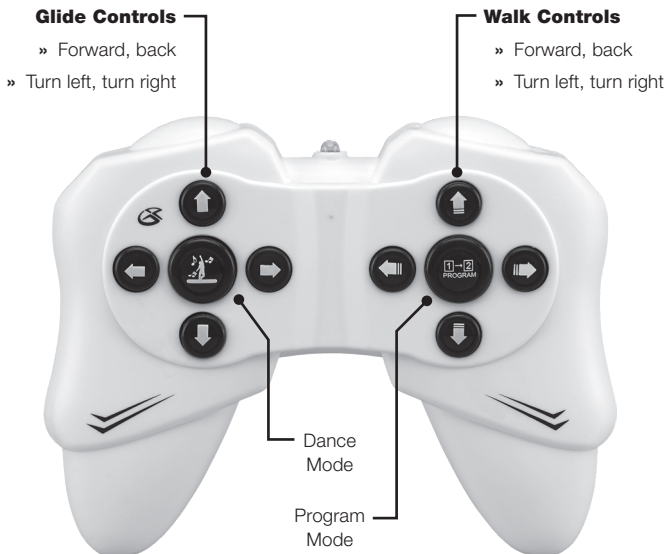 Glide Controls
» Forward, back
» Turn left, turn right
Walk Controls
» Forward, back
» Turn left, turn right
1→2
PROGRAM
Dance
Mode
Program
Mode